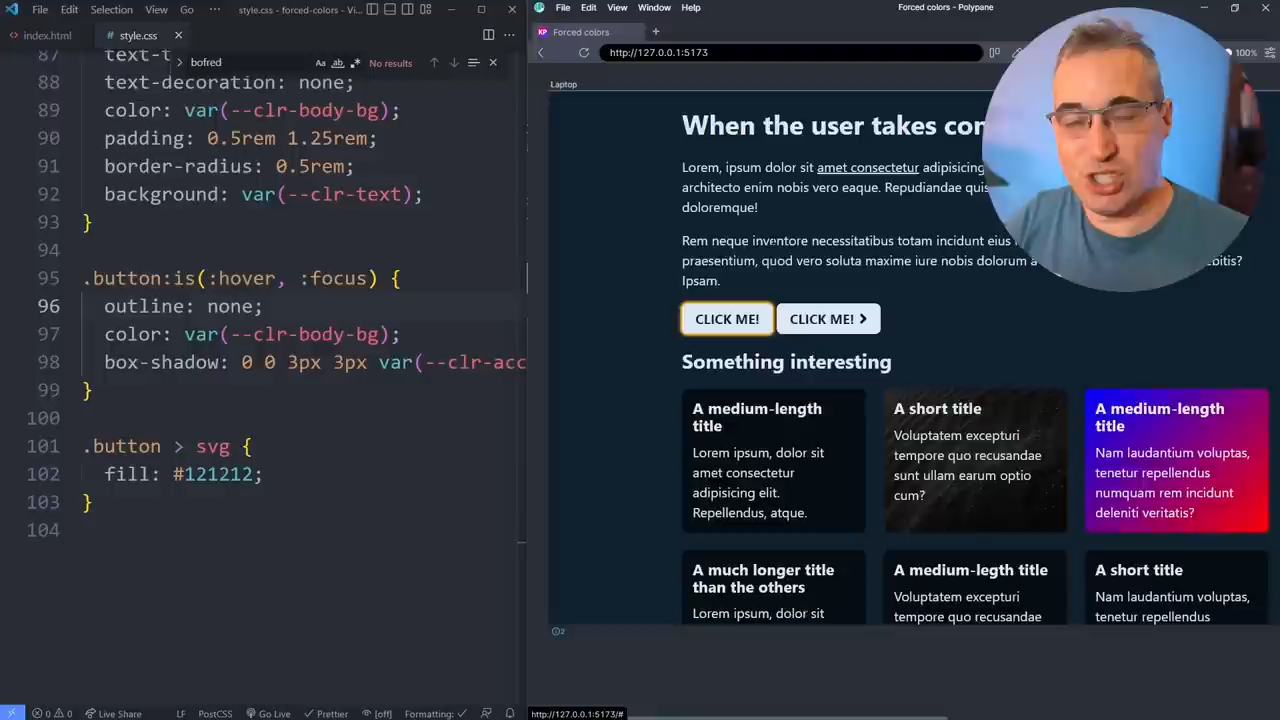 File Edit Selection View Go ··· style.css - forced-colors - Vi...
index.html style.css
bofred Aa ab No results
87 text-t
88 text-decoration: none;
89 color: var(--clr-body-bg);
90 padding: 0.5rem 1.25rem;
91 border-radius: 0.5rem;
92 background: var(--clr-text);
93 }
94
95 .button:is(:hover, :focus) {
96 outline: none;
97 color: var(--clr-body-bg);
98 box-shadow: 0 0 3px 3px var(--clr-acc
99 }
100
101 .button > svg {
102 fill: #121212;
103 }
104
0 0 Live Share LF PostCSS Go Live Prettier [off] Formatting:
File Edit View Window Help Forced colors - Polypane
KP Forced colors
http://127.0.0.1:5173 100%
Laptop
When the user takes con
Lorem, ipsum dolor sit amet consectetur adipisicing
architecto enim nobis vero eaque. Repudiandae quis
doloremque!
Rem neque inventore necessitatibus totam incidunt eius
praesentium, quod vero soluta maxime iure nobis dolorum a bitis?
Ipsam.
CLICK ME! CLICK ME!
Something interesting
A medium-length
title
Lorem ipsum, dolor sit
amet consectetur
adipisicing elit.
Repellendus, atque.
A short title
Voluptatem excepturi
tempore quo recusandae
sunt ullam earum optio
cum?
A medium-length
title
Nam laudantium voluptas,
tenetur repellendus
numquam rem incidunt
deleniti veritatis?
A much longer title
than the others
Lorem ipsum, dolor sit
A medium-legth title
Voluptatem excepturi
tempore quo recusandae
A short title
Nam laudantium voluptas,
tenetur repellendus
2
http://127.0.0.1:5173/#